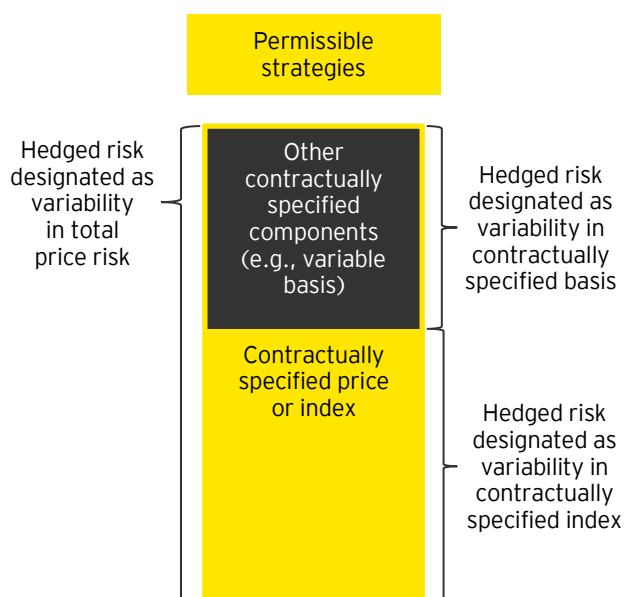 Permissible
strategies
Hedged risk
designated as
variability
in total
price risk
Other
contractually
specified
components
(e.g., variable
basis)
Hedged risk
designated as
variability in
contractually
specified basis
Contractually
specified price
or index
Hedged risk
designated as
variability in
contractually
specified index